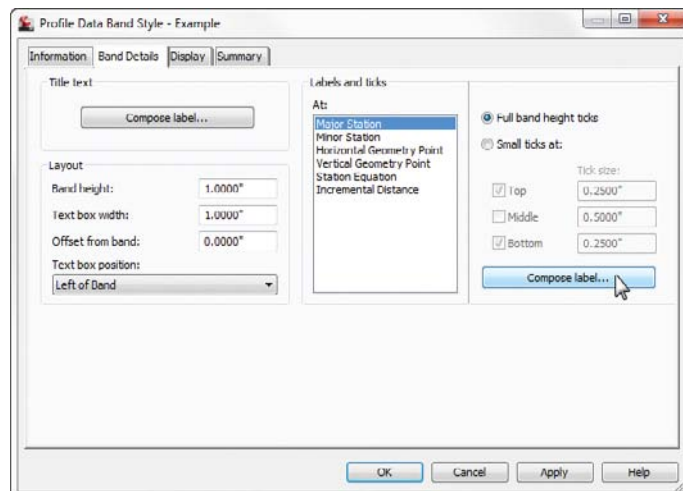 Profile Data Band Style - Example
Information Band Details Display Summary
Title text
Compose label...
Layout
Band height: 1.0000"
Text box width: 1.0000"
Offset from band: 0.0000"
Text box position:
Left of Band
Labels and ticks
At:
Major Station
Minor Station
Horizontal Geometry Point
Vertical Geometry Point
Station Equation
Incremental Distance
Full band height ticks
Small ticks at:
Tick size:
Top 0.2500"
Middle 0.5000"
Bottom 0.2500"
Compose label...
OK Cancel Apply Help